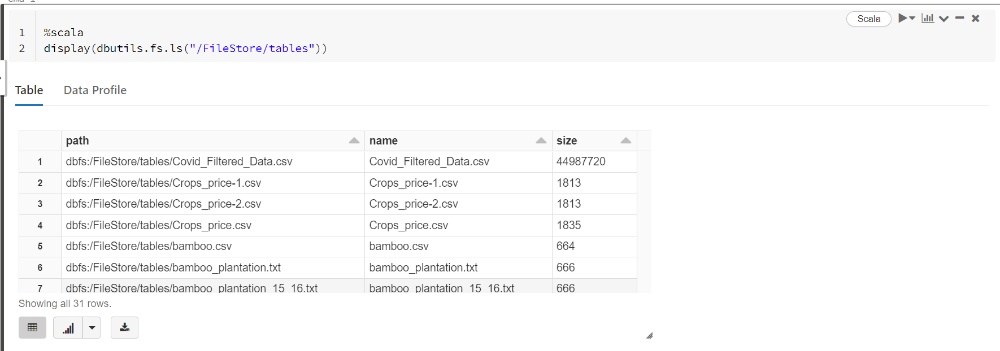 Scala
1 %scala
2 display(dbutils.fs.ls("/FileStore/tables"))
Table Data Profile
path name size
1 dbfs:/FileStore/tables/Covid_Filtered_Data.csv Covid_Filtered_Data.csv 44987720
2 dbfs:/FileStore/tables/Crops_price-1.csv Crops_price-1.csv 1813
3 dbfs:/FileStore/tables/Crops_price-2.csv Crops_price-2.csv 1813
4 dbfs:/FileStore/tables/Crops_price.csv Crops_price.csv 1835
5 dbfs:/FileStore/tables/bamboo.csv bamboo.csv 664
6 dbfs:/FileStore/tables/bamboo_plantation.txt bamboo_plantation.txt 666
7 dbfs:/FileStore/tables/bamboo_plantation_15_16.txt bamboo_plantation_15_16.txt 666
Showing all 31 rows.